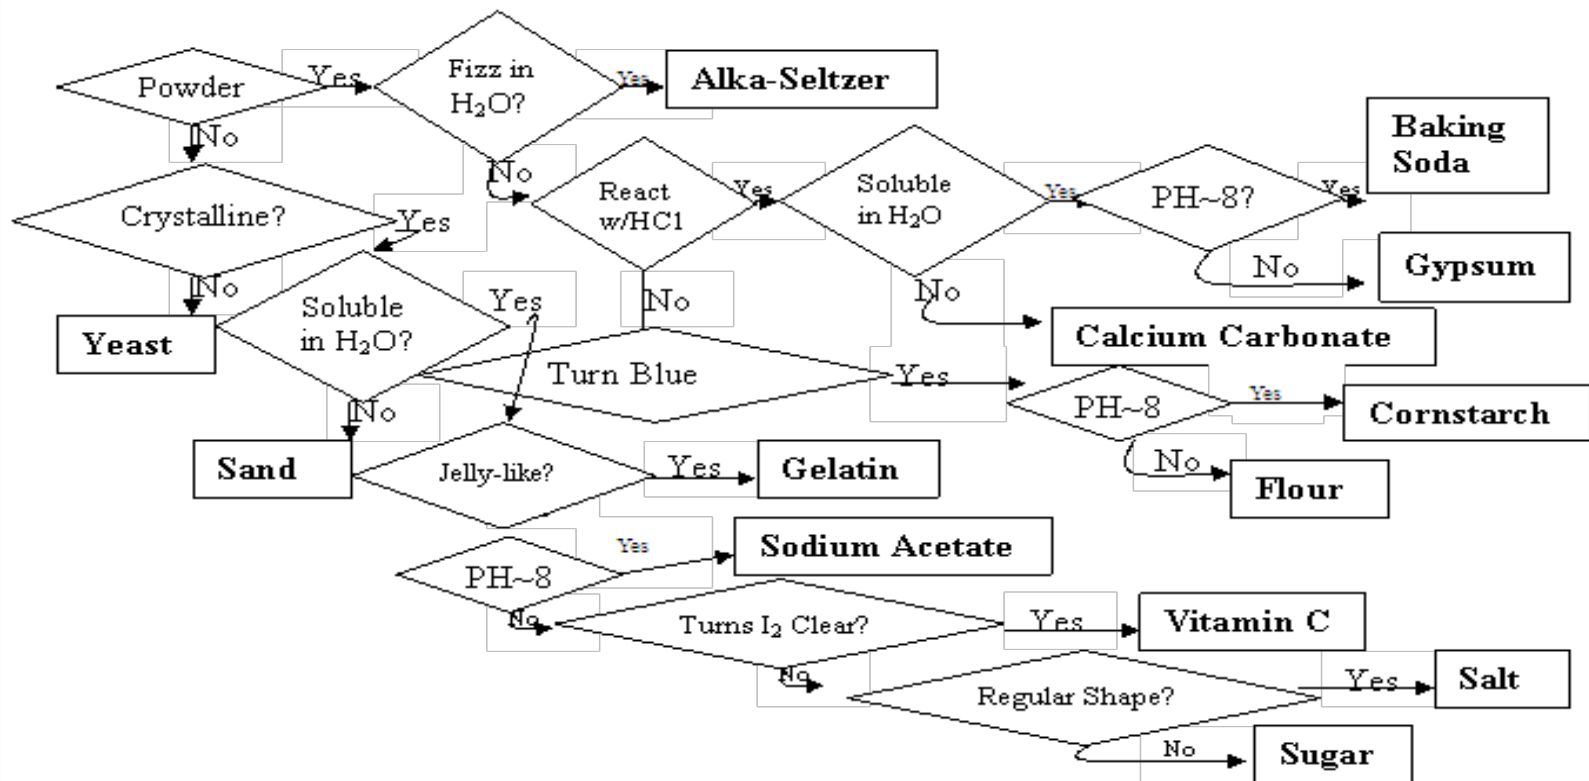 Powder
Yes
Fizz in
H₂O?
Yes
Alka-Seltzer
No
No
Crystalline?
Yes
React
w/HC1
Yes
Soluble
in H₂O
Yes
PH~8?
Yes
Baking
Soda
No
Gypsum
No
Yeast
Soluble
in H₂O?
Yes
No
No
Calcium Carbonate
Turn Blue
Yes
PH~8
Yes
Cornstarch
No
Flour
No
Sand
Jelly-like?
Yes
Gelatin
PH~8
Yes
Sodium Acetate
No
Turns I₂ Clear?
Yes
Vitamin C
No
Regular Shape?
Yes
Salt
No
Sugar